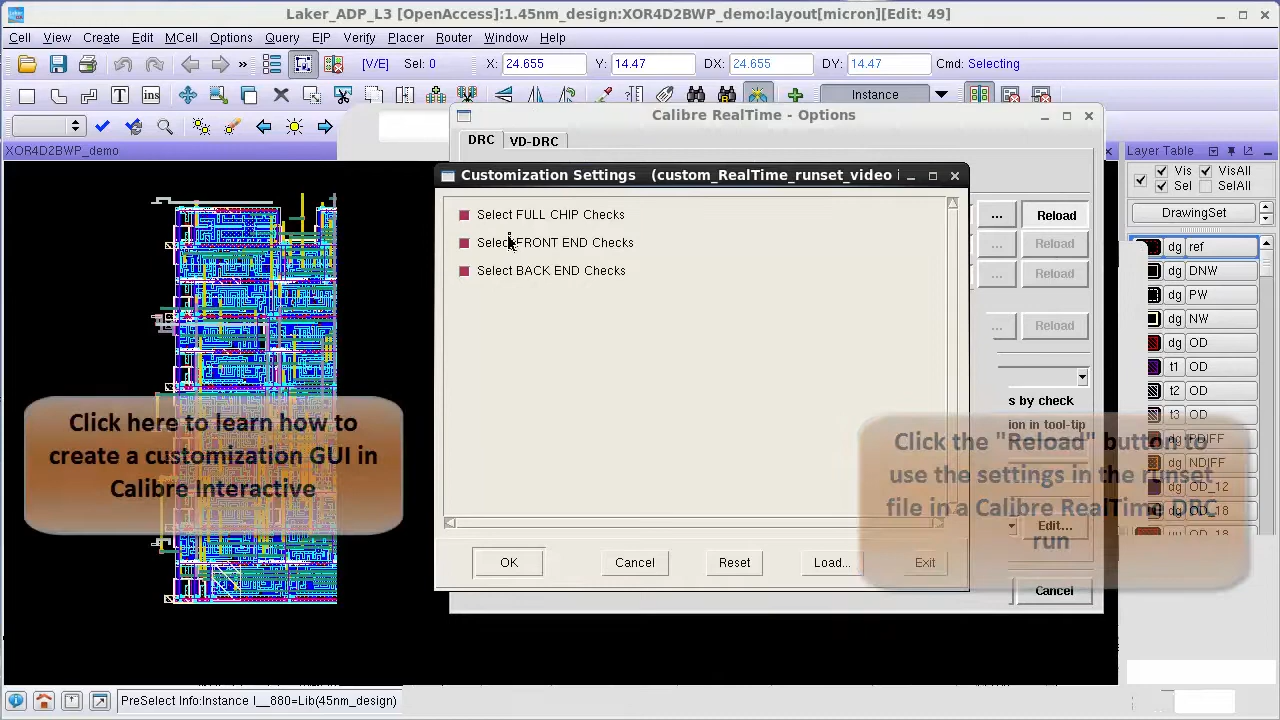 Laker_ADP_L3 [OpenAccess]:1.45nm_design:XOR4D2BWP_demo:layout[micron][Edit: 49]
Cell View Create Edit MCell Options Query EIP Verify Placer Router Window Help
[V/E] Sel: 0 X: 24.655 Y: 14.47 DX: 24.655 DY: 14.47 Cmd: Selecting
T ins Instance
XOR4D2BWP_demo
Calibre RealTime - Options
DRC VD-DRC
Customization Settings (custom_RealTime_runset_video
Select FULL CHIP Checks
Select FRONT END Checks
Select BACK END Checks
OK Cancel Reset Load... Exit
... Reload
... Reload
... Reload
... Reload
s by check
ion in tool-tip
Edit...
Cancel
Layer Table
Vis VisAll
Sel SelAll
DrawingSet
dg ref
dg DNW
dg PW
dg NW
dg OD
t1 OD
t2 OD
t3 OD
dg PDIFF
dg NDIFF
dg OD_12
Click here to learn how to
create a customization GUI in
Calibre Interactive
Click the "Reload" button to
use the settings in the runset
file in a Calibre RealTime DRC
run
PreSelect Info:Instance I__880=Lib(45nm_design)